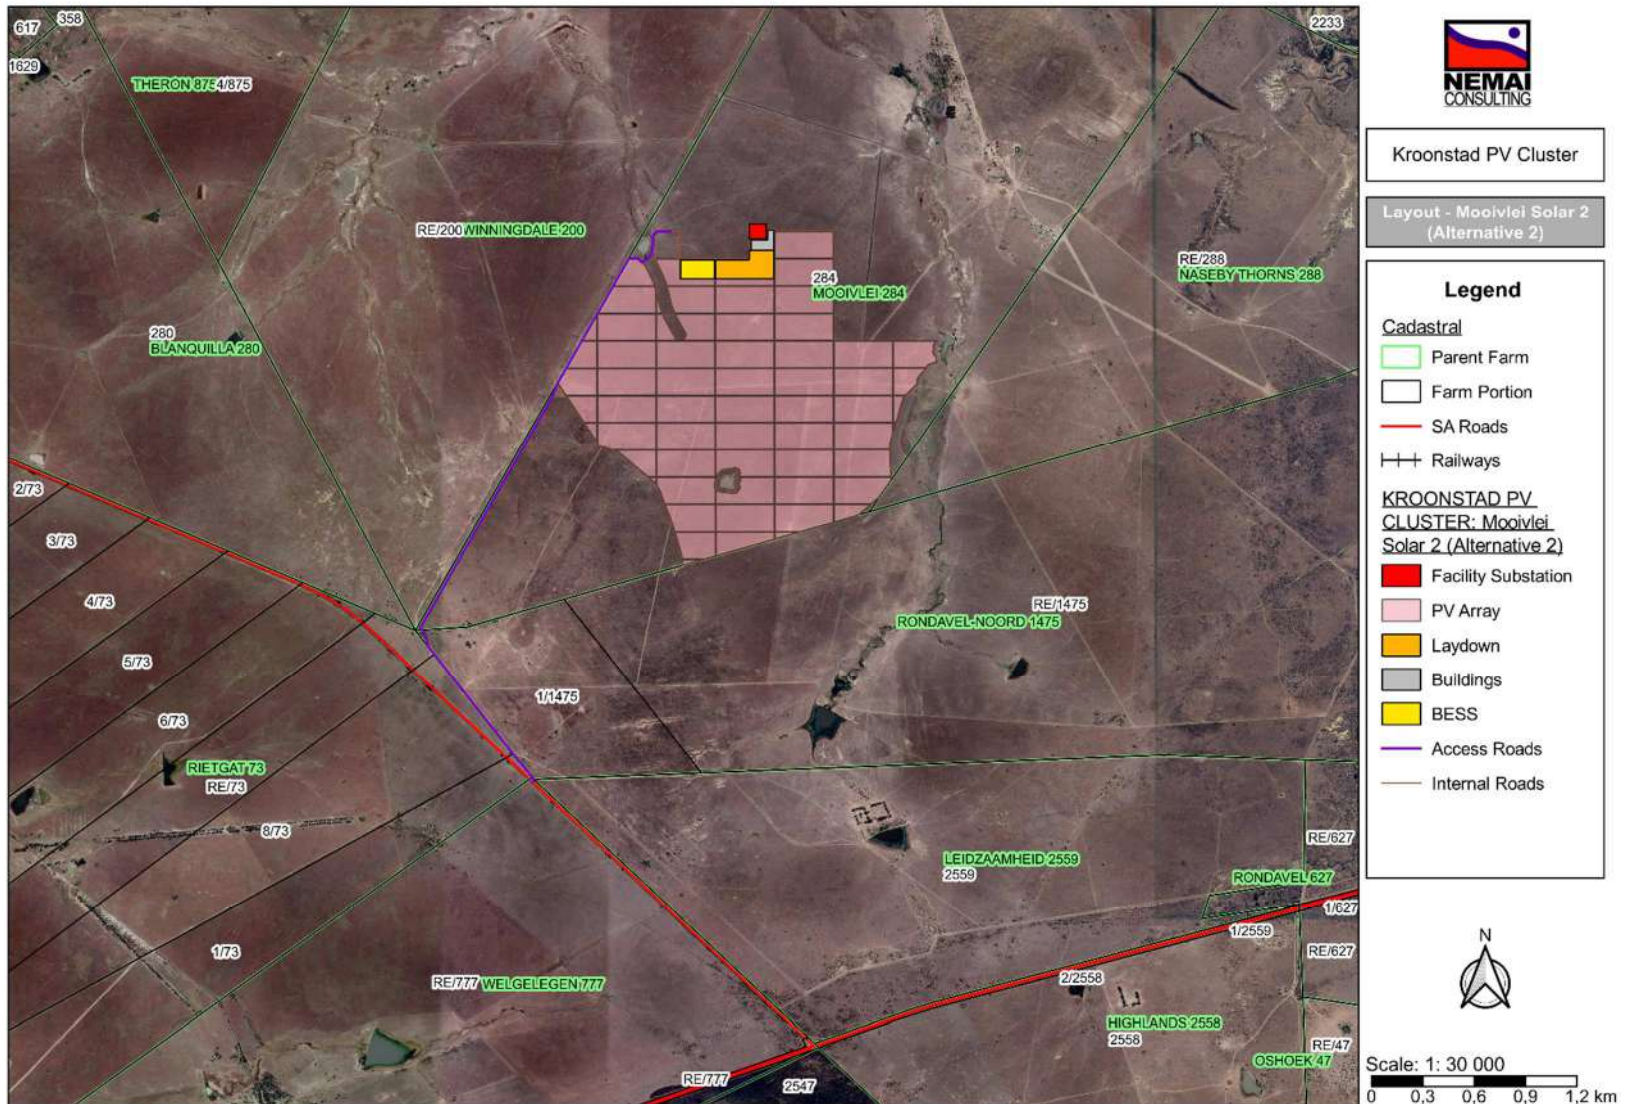 617
358
1629
THERON 875
4/875
2233
RE/200
WINNINGDALE 200
RE/288
NASEBY THORNS 288
284
MOOIVLEI 284
280
BLANQUILLA 280
2/73
3/73
4/73
5/73
6/73
RIETGAT 73
RE/73
8/73
1/73
RE/1475
RONDAVEL-NOORD 1475
1/1475
LEIDZAAMHEID 2559
2559
RE/627
RONDAVEL 627
1/627
1/2559
RE/627
2/2558
RE/777 WELGELEGEN 777
HIGHLANDS 2558
2558
RE/47
OSHOEK 47
RE/777
2547
NEMAI
CONSULTING
Kroonstad PV Cluster
Layout - Mooivlei Solar 2
(Alternative 2)
Legend
Cadastral
Parent Farm
Farm Portion
SA Roads
Railways
KROONSTAD PV
CLUSTER: Mooivlei
Solar 2 (Alternative 2)
Facility Substation
PV Array
Laydown
Buildings
BESS
Access Roads
Internal Roads
N
Scale: 1: 30 000
0 0,3 0,6 0,9 1,2 km